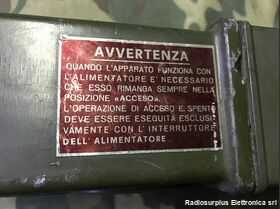 AVVERTENZA
QUANDO L'APPARATO FUNZIONA CON
L'ALIMENTATORE E' NECESSARIO
CHE ESSO RIMANGA SEMPRE NELLA
POSIZIONE «ACCESO».
L'OPERAZIONE DI ACCESO E SPENTO
DEVE ESSERE ESEGUITA ESCLUSI
VAMENTE CON L'INTERRUTTORE
DELL'ALIMENTATORE.
Radiosurplus Elettronica srl